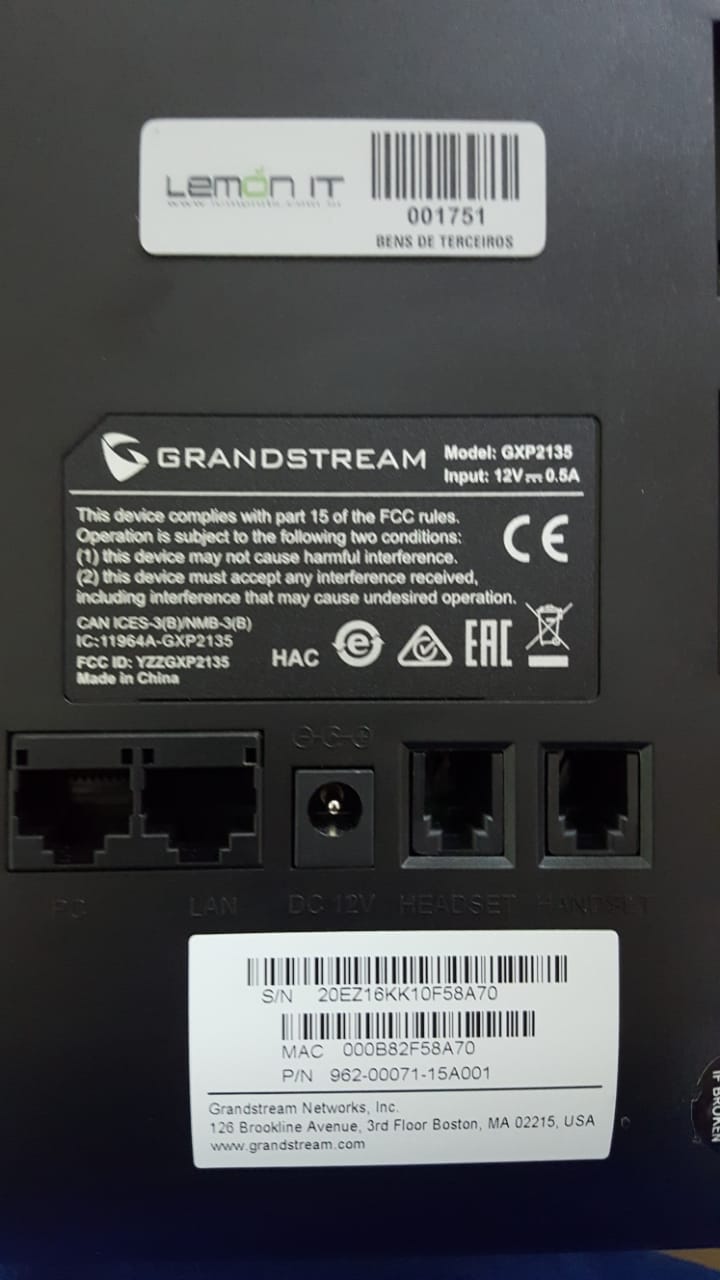 Lemon IT
001751
BENS DE TERCEIROS
GRANDSTREAM
Model: GXP2135
Input: 12V⎓0.5A
This device complies with part 15 of the FCC rules.
Operation is subject to the following two conditions:
(1) this device may not cause harmful interference.
(2) this device must accept any interference received,
including interference that may cause undesired operation.
CE
CAN ICES-3(B)/NMB-3(B)
IC:11964A-GXP2135
FCC ID: YZZGXP2135
Made in China
HAC
EAC
PC LAN DC 12V HEADSET HANDSET
S/N 20EZ16KK10F58A70
MAC 000B82F58A70
P/N 962-00071-15A001
Grandstream Networks, Inc.
126 Brookline Avenue, 3rd Floor Boston, MA 02215, USA
www.grandstream.com
IF BROKEN